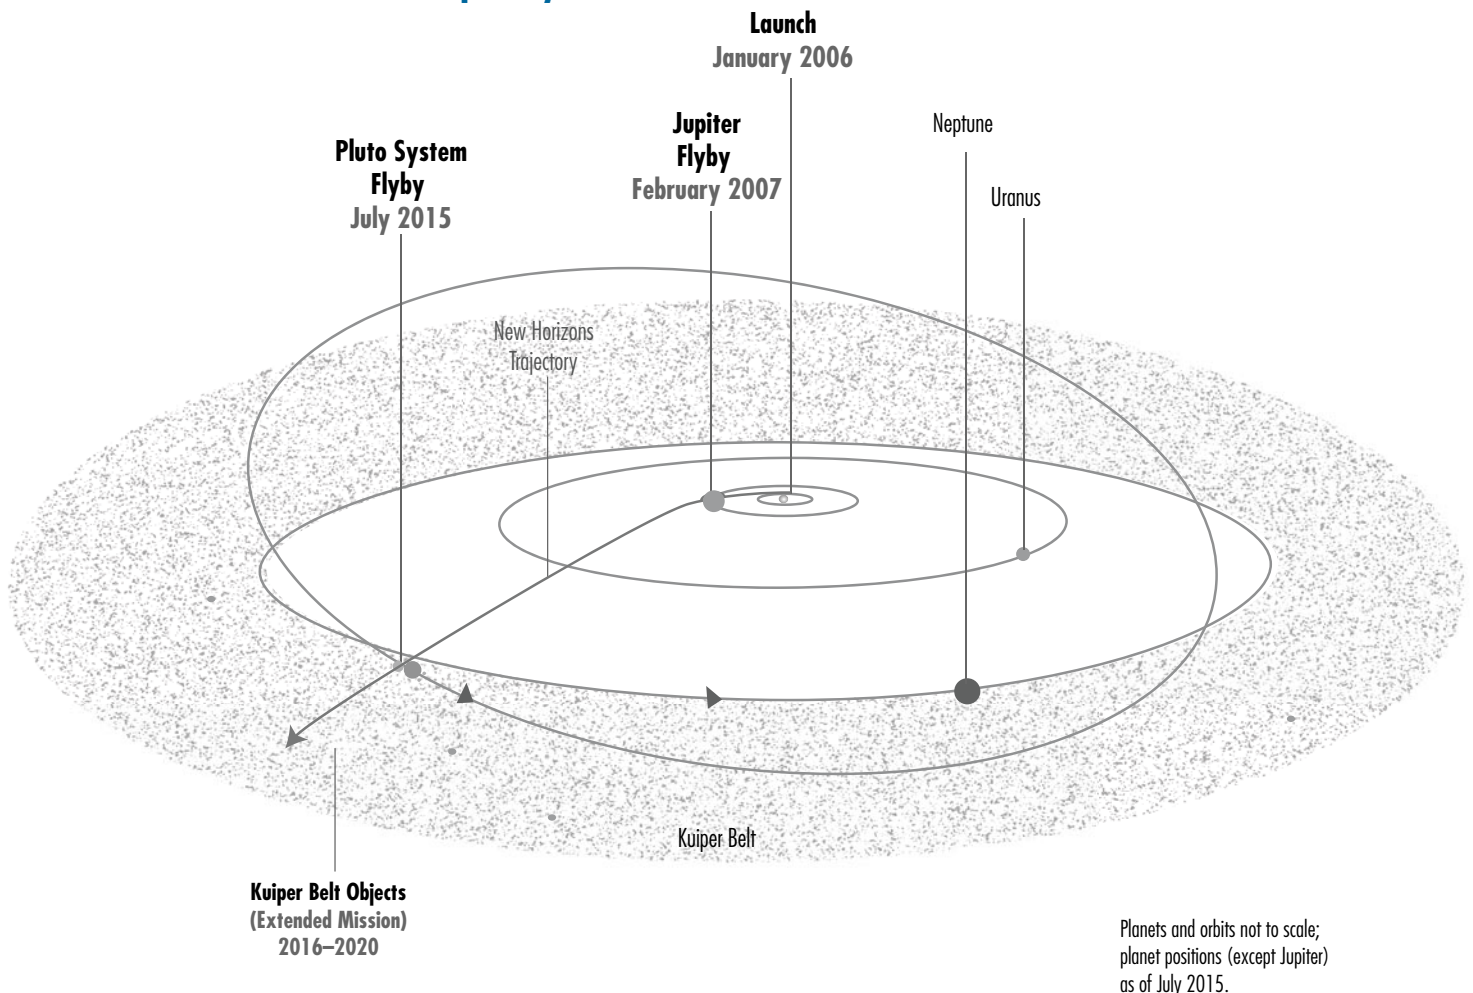 Launch
January 2006
Jupiter
Flyby
February 2007
Neptune
Pluto System
Flyby
July 2015
Uranus
New Horizons
Trajectory
Kuiper Belt
Kuiper Belt Objects
(Extended Mission)
2016–2020
Planets and orbits not to scale;
planet positions (except Jupiter)
as of July 2015.